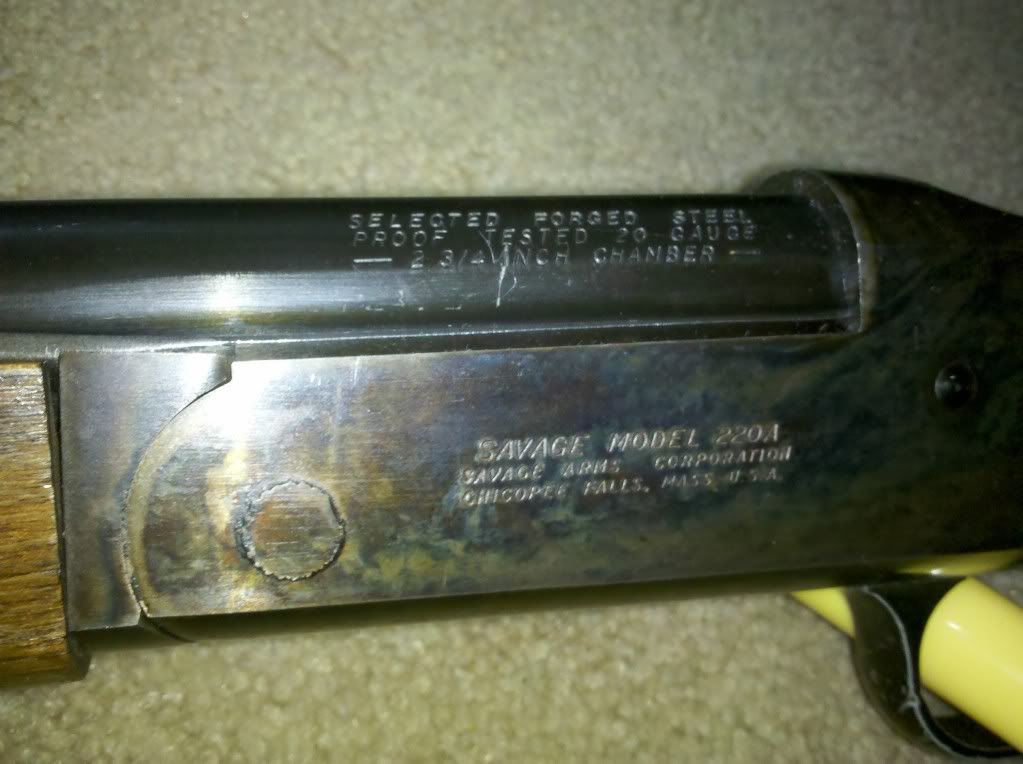 SELECTED FORGED STEEL
PROOF TESTED 20 GAUGE
— 2 3/4 INCH CHAMBER —
SAVAGE MODEL 220A
SAVAGE ARMS CORPORATION
CHICOPEE FALLS, MASS. U.S.A.